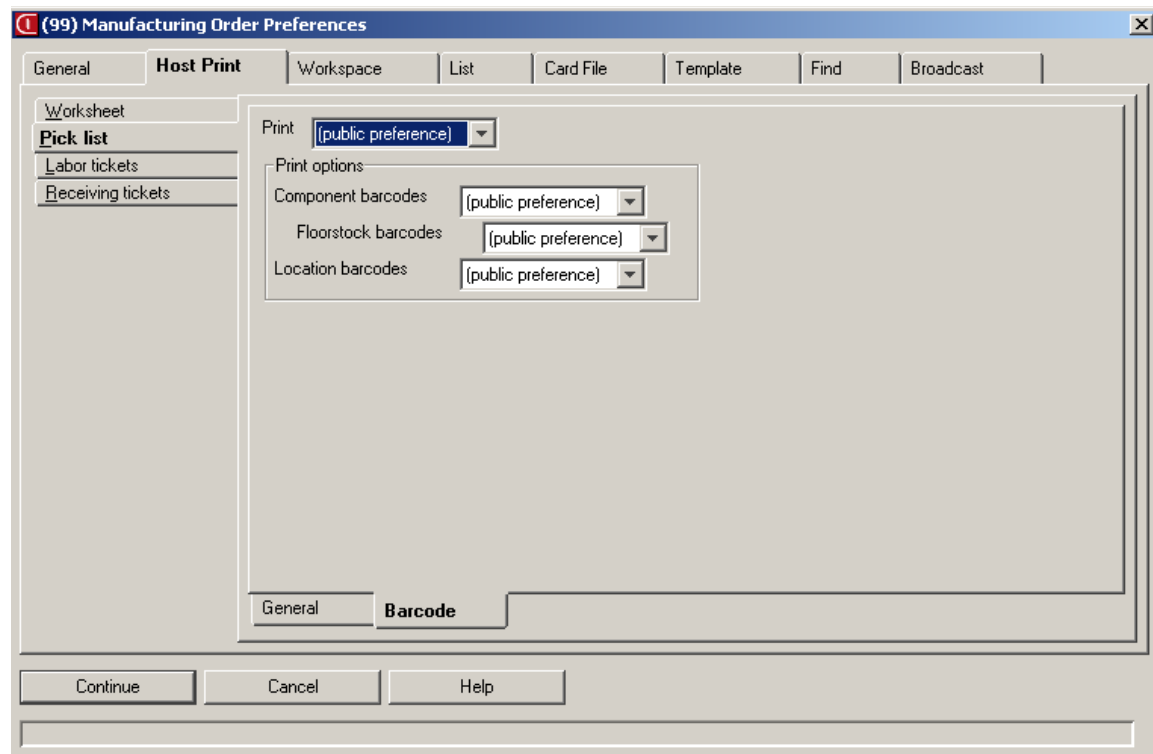 (99) Manufacturing Order Preferences
General Host Print Workspace List Card File Template Find Broadcast
Worksheet
Pick list
Labor tickets
Receiving tickets
Print (public preference)
Print options
Component barcodes (public preference)
Floorstock barcodes (public preference)
Location barcodes (public preference)
General Barcode
Continue Cancel Help